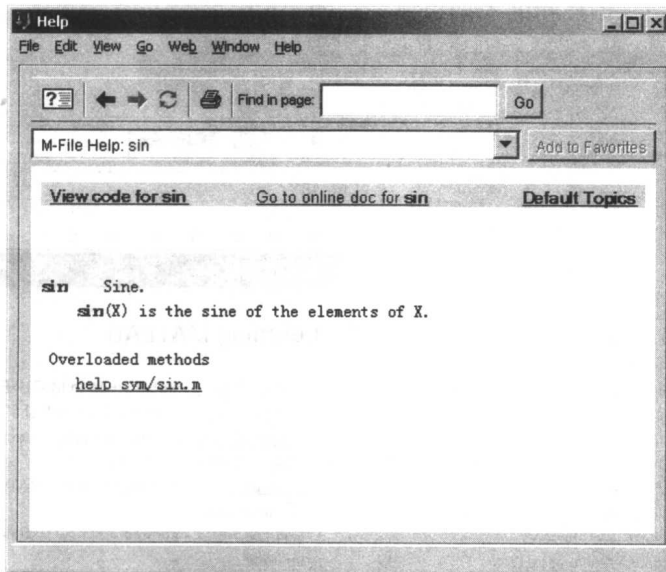 Help
File Edit View Go Web Window Help
Find in page: Go
M-File Help: sin Add to Favorites
View code for sin Go to online doc for sin Default Topics
sin Sine.
sin(X) is the sine of the elements of X.
Overloaded methods
help sym/sin.m